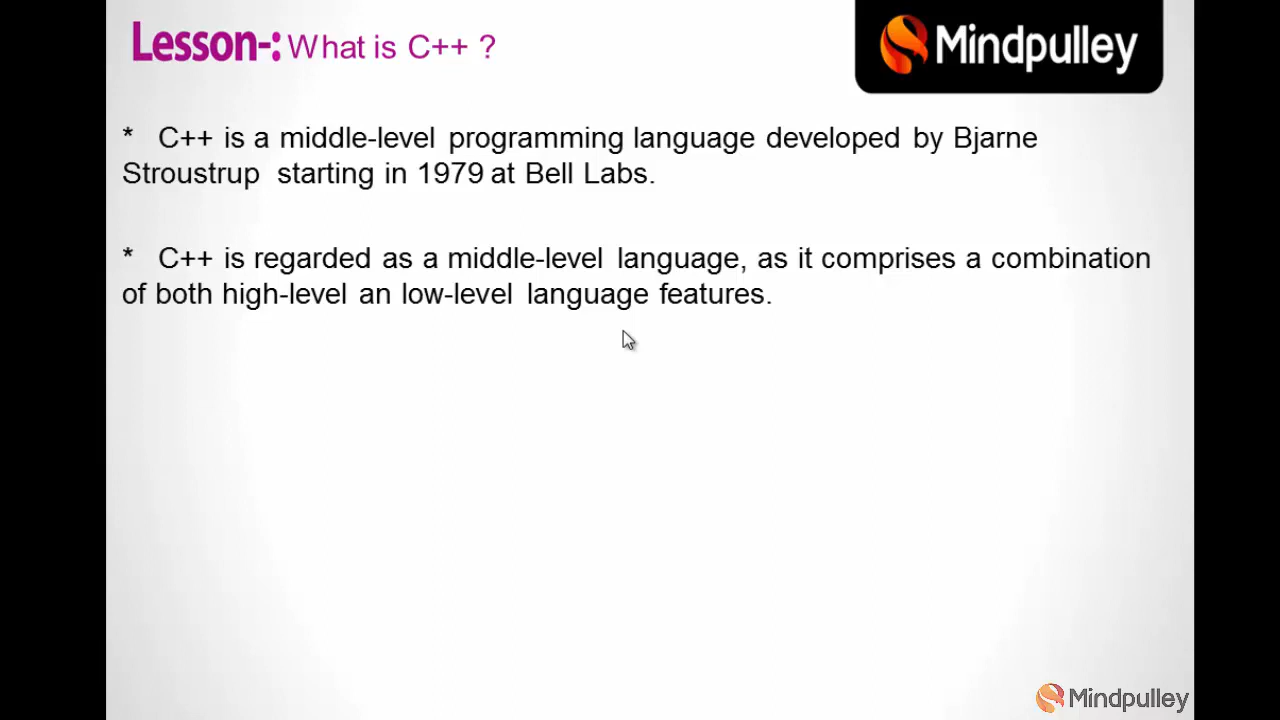 Lesson-: What is C++ ?
Mindpulley
* C++ is a middle-level programming language developed by Bjarne
Stroustrup starting in 1979 at Bell Labs.
* C++ is regarded as a middle-level language, as it comprises a combination
of both high-level an low-level language features.
Mindpulley